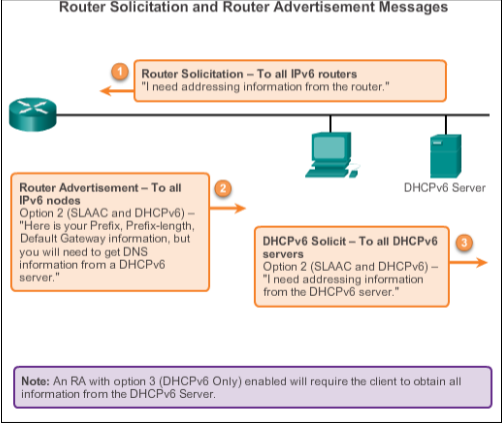 Router Solicitation and Router Advertisement Messages
1
Router Solicitation – To all IPv6 routers
"I need addressing information from the router."
DHCPv6 Server
Router Advertisement – To all
IPv6 nodes
Option 2 (SLAAC and DHCPv6) –
"Here is your Prefix, Prefix-length,
Default Gateway information, but
you will need to get DNS
information from a DHCPv6
server."
2
DHCPv6 Solicit – To all DHCPv6
servers
Option 2 (SLAAC and DHCPv6) –
"I need addressing information
from the DHCPv6 server."
3
Note: An RA with option 3 (DHCPv6 Only) enabled will require the client to obtain all
information from the DHCPv6 Server.